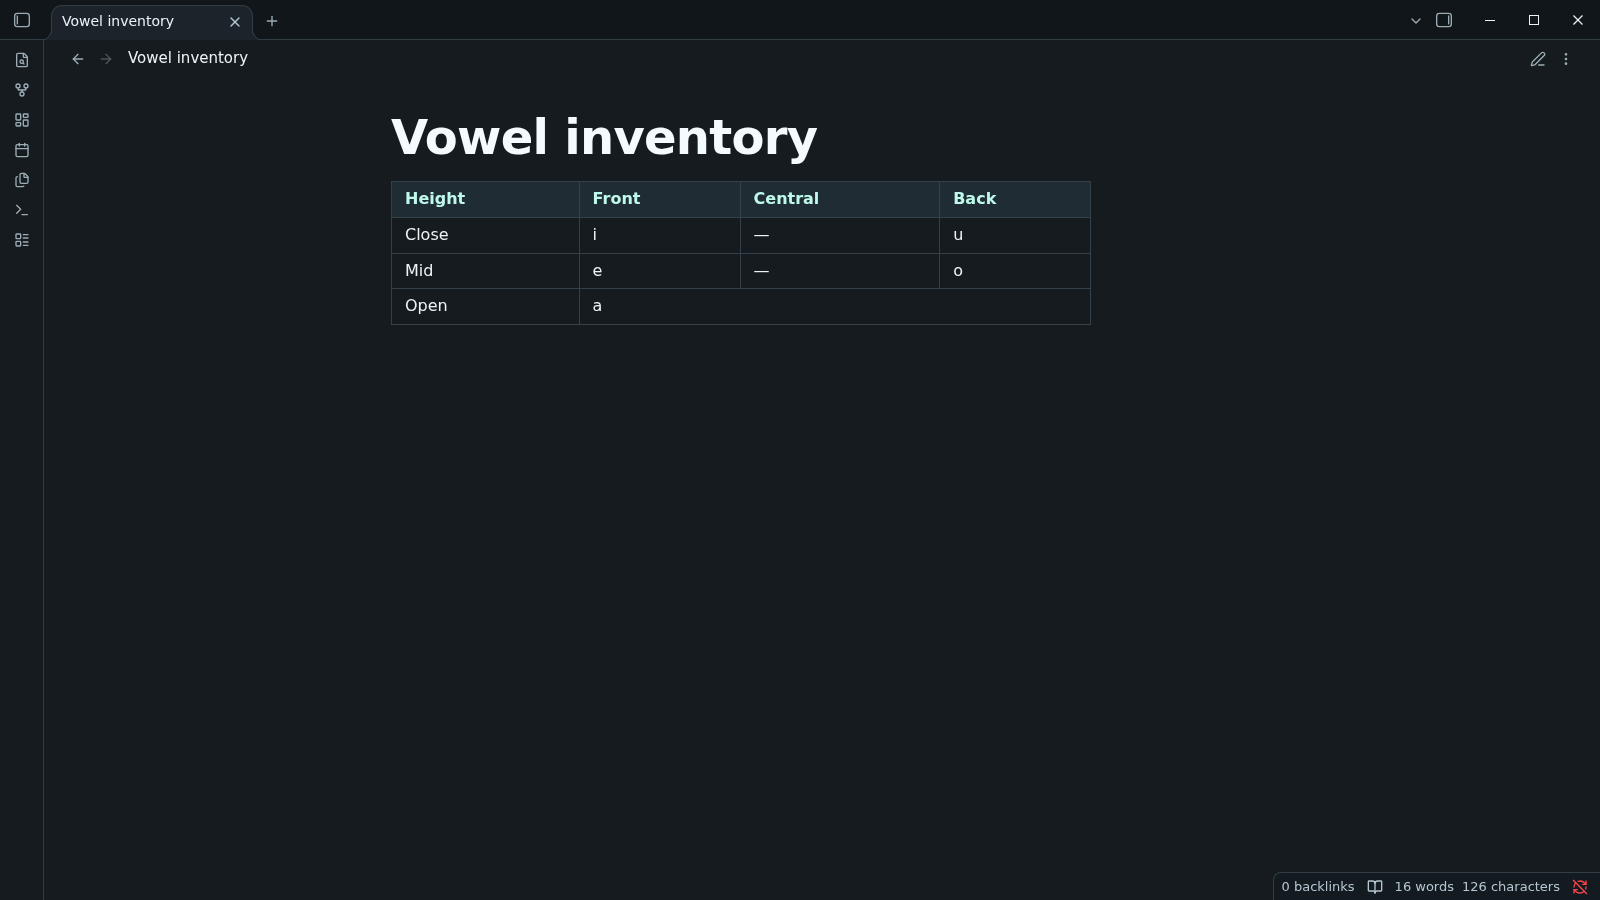 Vowel inventory
Vowel inventory
Vowel inventory
Height Front Central Back
Close i — u
Mid e — o
Open a
0 backlinks 16 words 126 characters